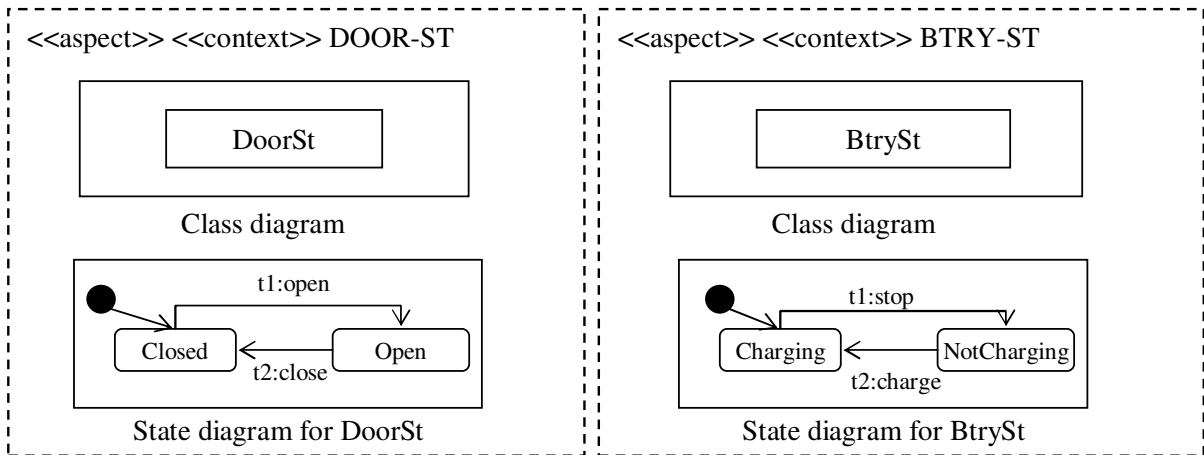 <<aspect>> <<context>> DOOR-ST
DoorSt
Class diagram
t1:open
Closed
Open
t2:close
State diagram for DoorSt
<<aspect>> <<context>> BTRY-ST
BtrySt
Class diagram
t1:stop
Charging
NotCharging
t2:charge
State diagram for BtrySt